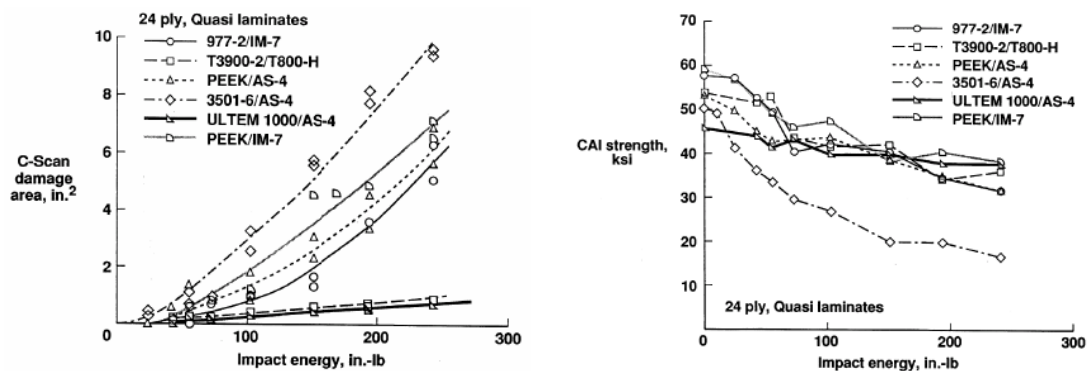 24 ply, Quasi laminates
977-2/IM-7
T3900-2/T800-H
PEEK/AS-4
3501-6/AS-4
ULTEM 1000/AS-4
PEEK/IM-7
C-Scan
damage
area, in.2
10
8
6
4
2
0
100
200
300
Impact energy, in.-lb
977-2/IM-7
T3900-2/T800-H
PEEK/AS-4
3501-6/AS-4
ULTEM 1000/AS-4
PEEK/IM-7
CAI strength,
ksi
80
70
60
50
40
30
20
10
0
100
200
300
24 ply, Quasi laminates
Impact energy, in.-lb